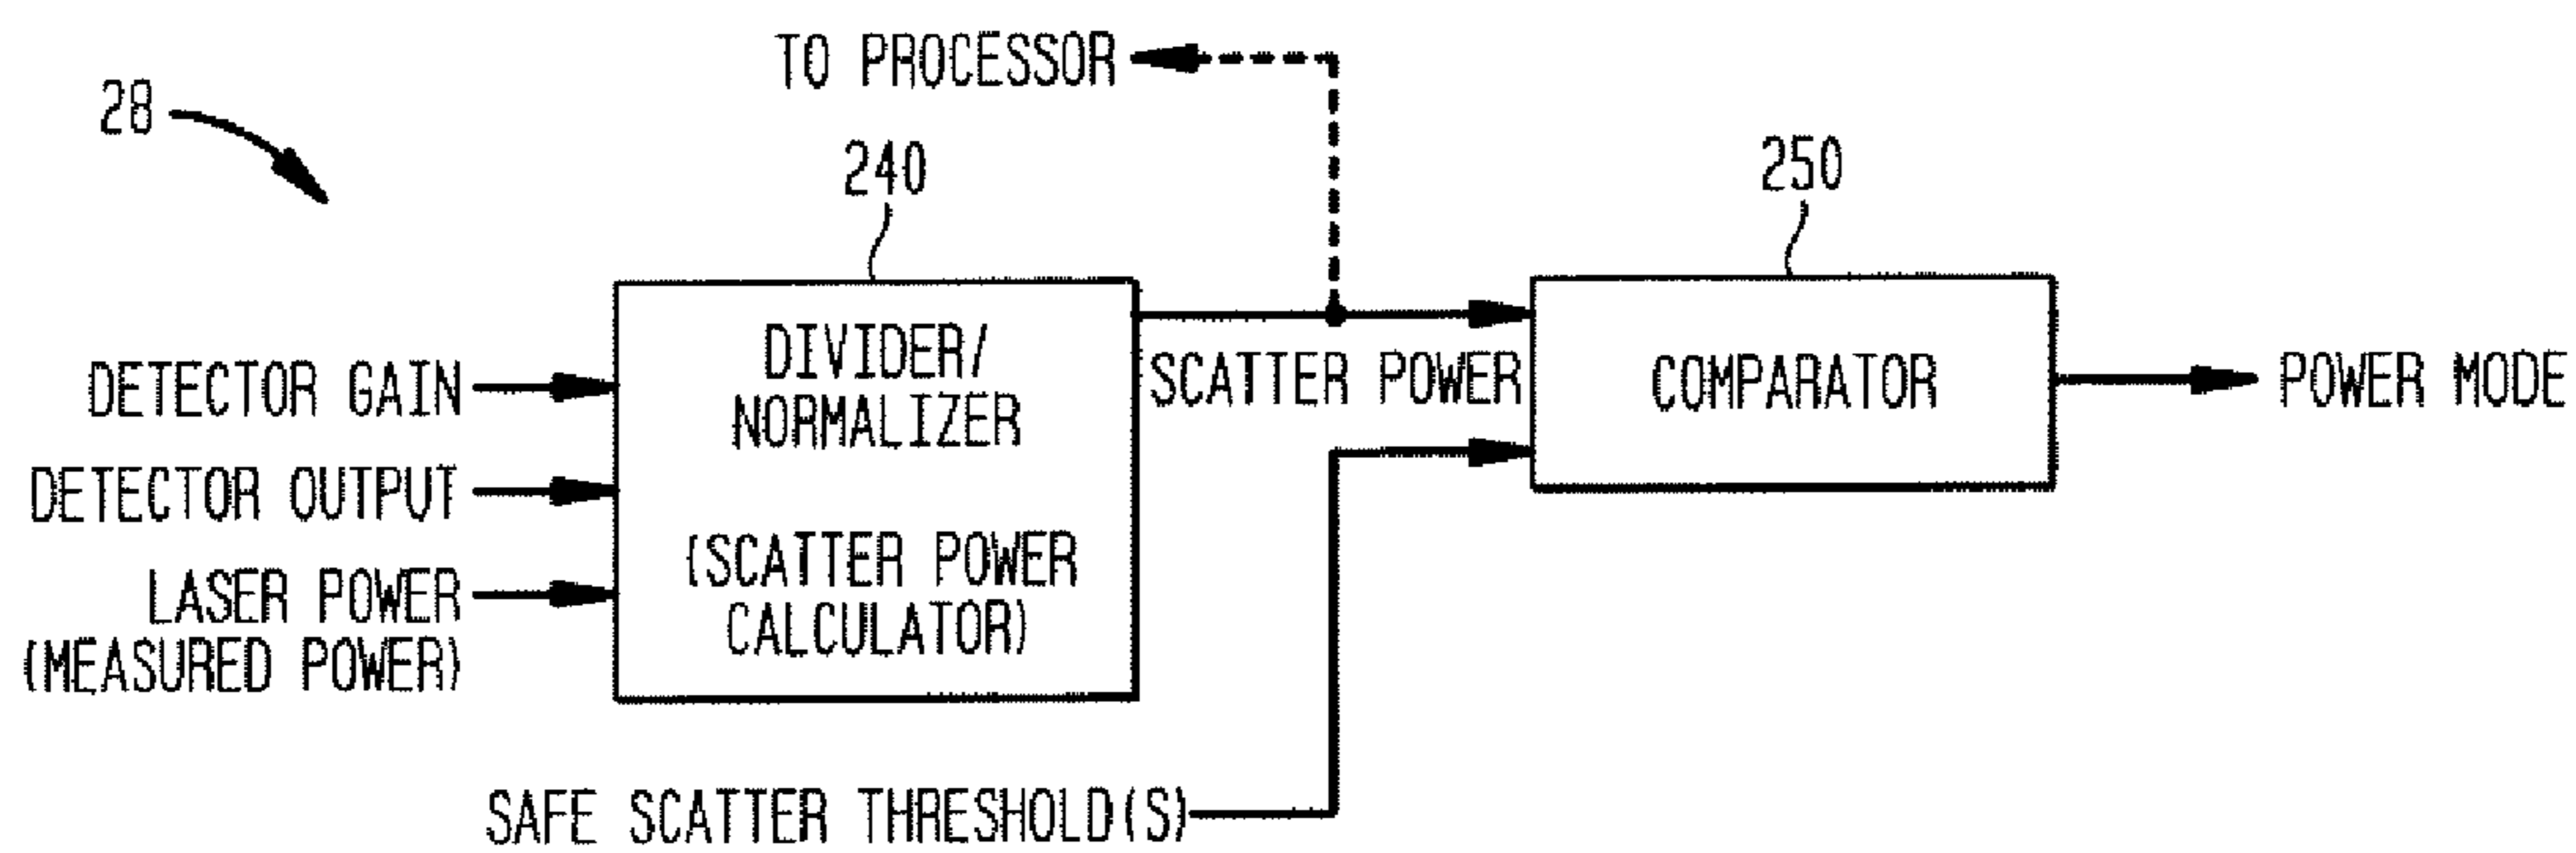 TO PROCESSOR
28
240
250
DIVIDER/
NORMALIZER
(SCATTER POWER
CALCULATOR)
DETECTOR GAIN
DETECTOR OUTPUT
LASER POWER
(MEASURED POWER)
SCATTER POWER
COMPARATOR
POWER MODE
SAFE SCATTER THRESHOLD(S)